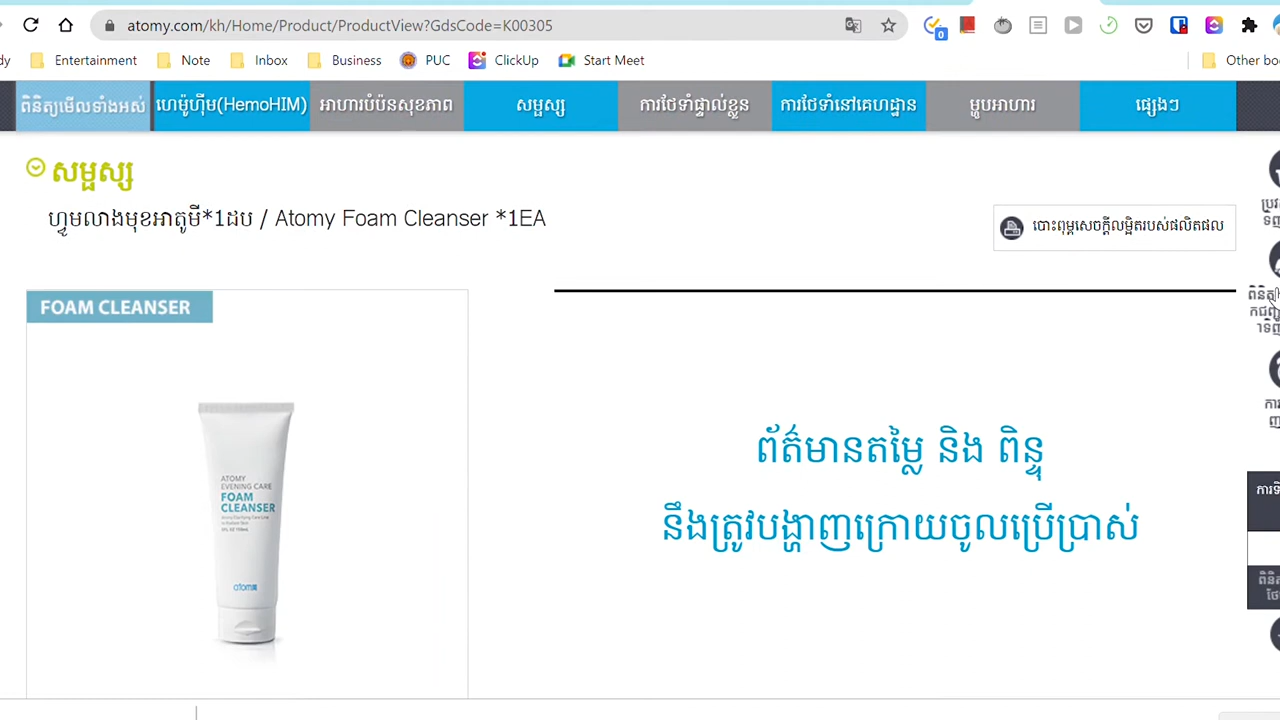 atomy.com/kh/Home/Product/ProductView?GdsCode=K00305
0
Entertainment
Note
Inbox
Business
PUC
ClickUp
Start Meet
Other
ពិនិត្យមើលទាំងអស់
ហេម៉ូហ៊ីម(HemoHIM)
អាហារបំប៉នសុខភាព
សម្ផស្ស
ការថែទាំផ្ទាល់ខ្លួន
ការថែទាំនៅគេហដ្ឋាន
ម្ហូបអាហារ
ផ្សេងៗ
សម្ផស្ស
ហ្វូមលាងមុខអាតូមី*1ដប / Atomy Foam Cleanser *1EA
បោះពុម្ពសេចក្តីលម្អិតរបស់ផលិតផល
FOAM CLEANSER
ATOMY
EVENING CARE
FOAM
CLEANSER
atom美
ព័ត៌មានតម្លៃ និង ពិន្ទុ
នឹងត្រូវបង្ហាញក្រោយចូលប្រើប្រាស់